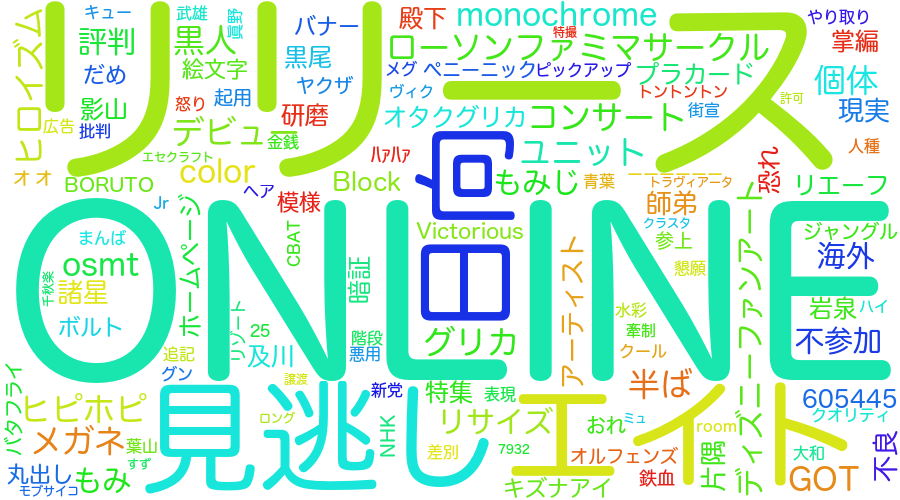 キュー
武雄
真野
バナー
殿下
monochrome
特撮
やり取り
掌編
評判
黒人
黒尾
ローソンファミマサークル
ヒロイズム
リリース
だめ
絵文字
ヤクザ
メグ
ペニーニック
ピックアップ
プラカード
個体
影山
怒り
起用
研磨
ヴィク
トントントン
許可
現実
広告
批判
デビュー
金銭
オタクグリカ
コンサート
街宣
人種
エセクラフト
ﾊｧﾊｧ
回
ユニット
恐れ
オオ
BORUTO
color
ヘア
Block
もみじ
青葉
ーーーーーー
トラヴィアータ
リエーフ
Jr
模様
師弟
クラスタ
まんば
ホームページ
CBAT
Victorious
参上
ディズニーファンアート
ジャングル
osmt
ONLINE
田
アーティスト
懇願
海外
千秋楽
諸星
暗証
水彩
岩泉
ハイ
ボルト
リゾート
25
階段
グリカ
牽制
不参加
追記
及川
悪用
クール
グン
譲渡
新党
特集
表現
半ば
エイト
605445
バタフライ
ヒピホピ
見逃し
ロング
リサイズ
おれ
ミュ
room
クオリティ
メガネ
葉山
NHK
差別
7932
オルフェンズ
片隅
大和
不良
すず
丸出し
もみ
モブサイコ
キズナアイ
鉄血
GOT